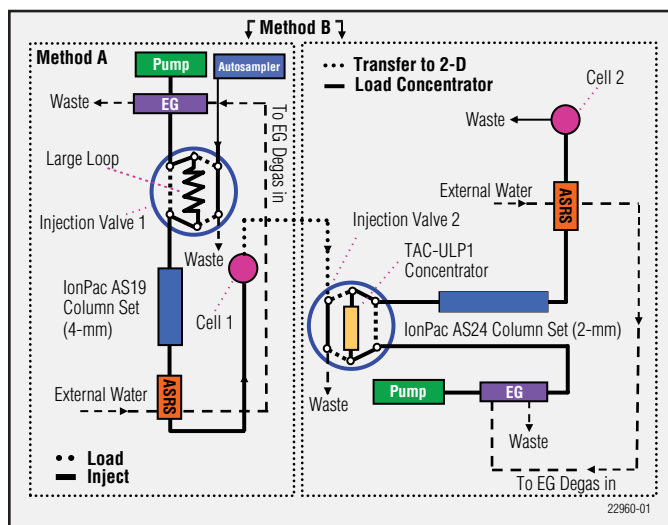 Method B
Method A
Pump
Autosampler
Waste
EG
To EG Degas in
Large Loop
Injection Valve 1
Waste
IonPac AS19
Column Set
(4-mm)
Cell 1
External Water
ASRS
Load
Inject
Transfer to 2-D
Load Concentrator
Cell 2
Waste
External Water
ASRS
Injection Valve 2
TAC-ULP1
Concentrator
IonPac AS24 Column Set (2-mm)
Waste
Pump
EG
Waste
To EG Degas in
22960-01